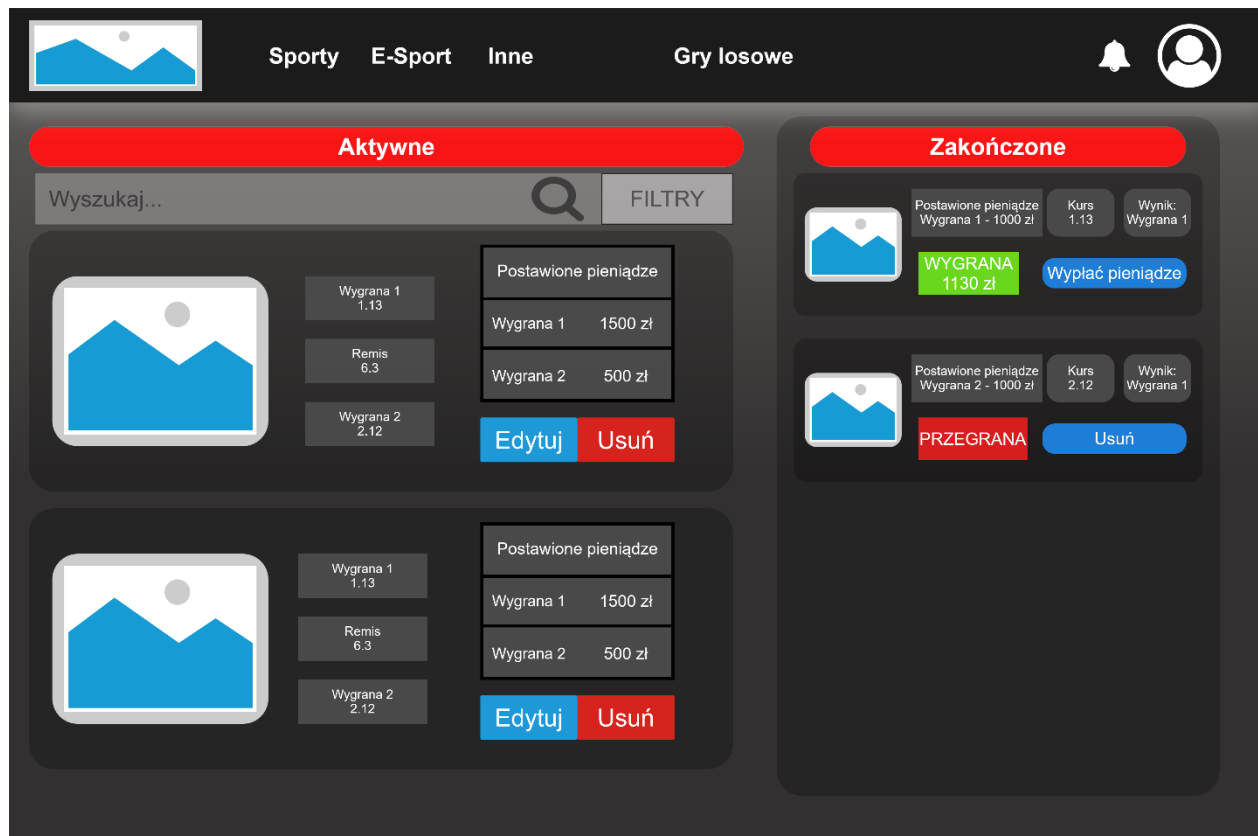 Sporty E-Sport Inne Gry losowe
Aktywne
Wyszukaj...
FILTRY
Wygrana 1
1.13
Remis
6.3
Wygrana 2
2.12
Postawione pieniądze
Wygrana 1 1500 zł
Wygrana 2 500 zł
Edytuj Usuń
Wygrana 1
1.13
Remis
6.3
Wygrana 2
2.12
Postawione pieniądze
Wygrana 1 1500 zł
Wygrana 2 500 zł
Edytuj Usuń
Zakończone
Postawione pieniądze
Wygrana 1 - 1000 zł
Kurs
1.13
Wynik:
Wygrana 1
WYGRANA
1130 zł
Wypłać pieniądze
Postawione pieniądze
Wygrana 2 - 1000 zł
Kurs
2.12
Wynik:
Wygrana 1
PRZEGRANA
Usuń